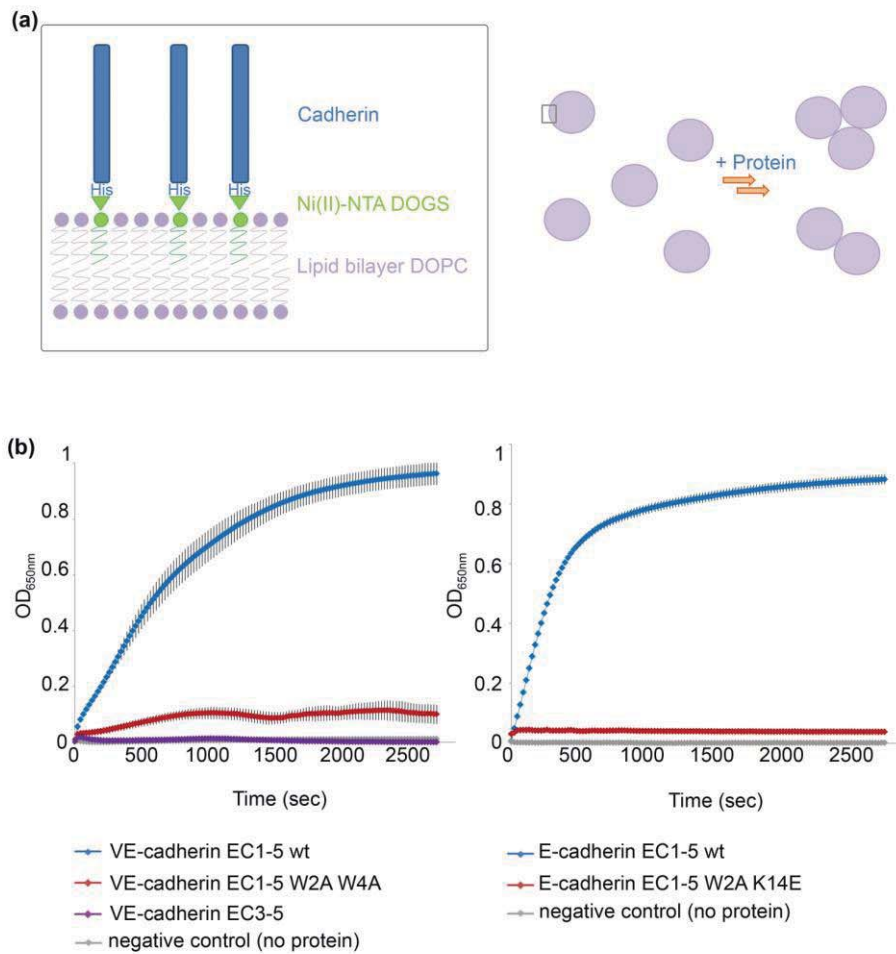 (a)
Cadherin
His His His
Ni(II)-NTA DOGS
Lipid bilayer DOPC
+ Protein
(b)
1
0.8
0.6
0.4
0.2
0
OD650nm
0 500 1000 1500 2000 2500
Time (sec)
VE-cadherin EC1-5 wt
VE-cadherin EC1-5 W2A W4A
VE-cadherin EC3-5
negative control (no protein)
1
0.8
0.6
0.4
0.2
0
OD650nm
0 500 1000 1500 2000 2500
Time (sec)
E-cadherin EC1-5 wt
E-cadherin EC1-5 W2A K14E
negative control (no protein)